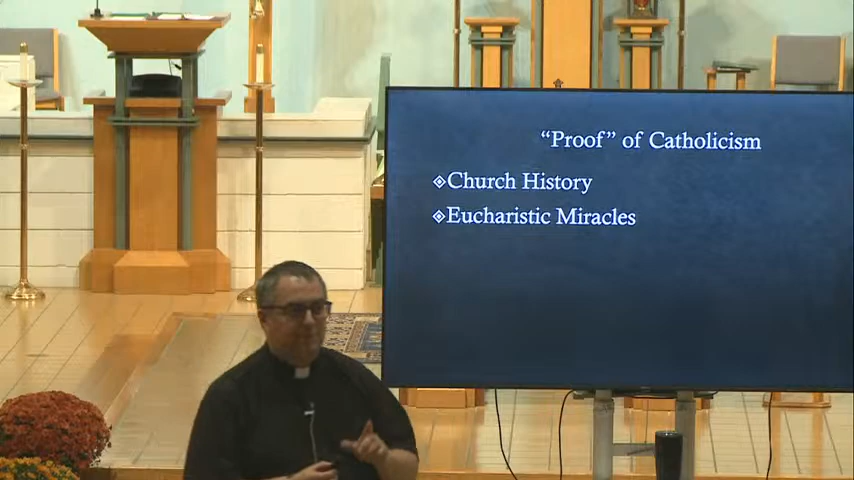 “Proof” of Catholicism
Church History
Eucharistic Miracles